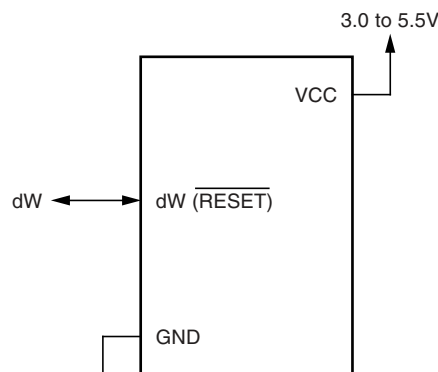 3.0 to 5.5V
VCC
dW
dW (RESET)
GND